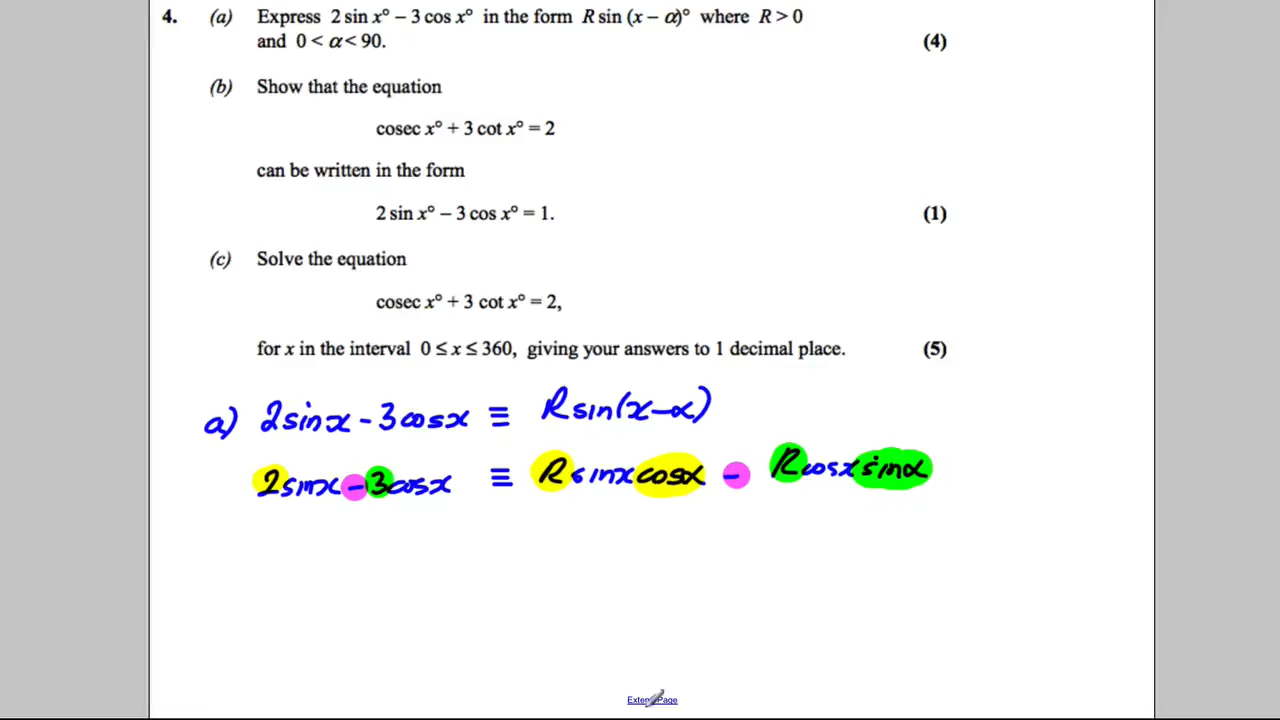 4. (a) Express 2 sin x° – 3 cos x° in the form R sin (x – α)° where R > 0
and 0 < α < 90. (4)
(b) Show that the equation
cosec x° + 3 cot x° = 2
can be written in the form
2 sin x° – 3 cos x° = 1. (1)
(c) Solve the equation
cosec x° + 3 cot x° = 2,
for x in the interval 0 ≤ x ≤ 360, giving your answers to 1 decimal place. (5)
a) 2sinx - 3cosx ≡ Rsin(x-α)
2sinx - 3cosx ≡ Rsinxcosα - Rcosxsinα
Extend Page